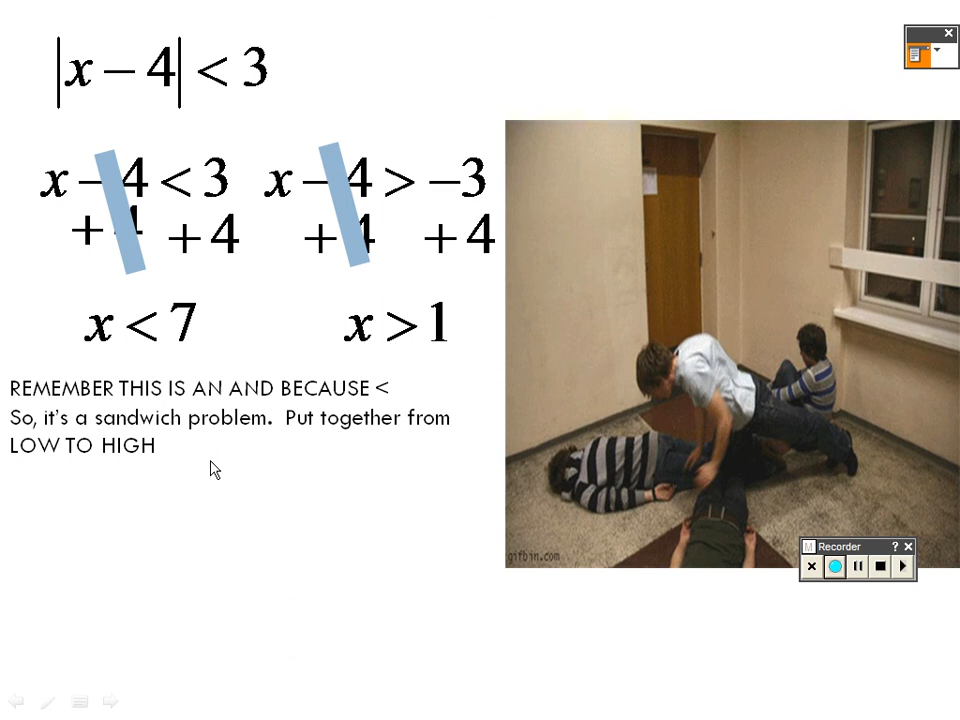 |x − 4| < 3
x − 4 < 3 x − 4 > −3
+ 4 + 4 + 4 + 4
x < 7 x > 1
REMEMBER THIS IS AN AND BECAUSE <
So, it's a sandwich problem. Put together from
LOW TO HIGH
gifbin.com
M Recorder ? ×